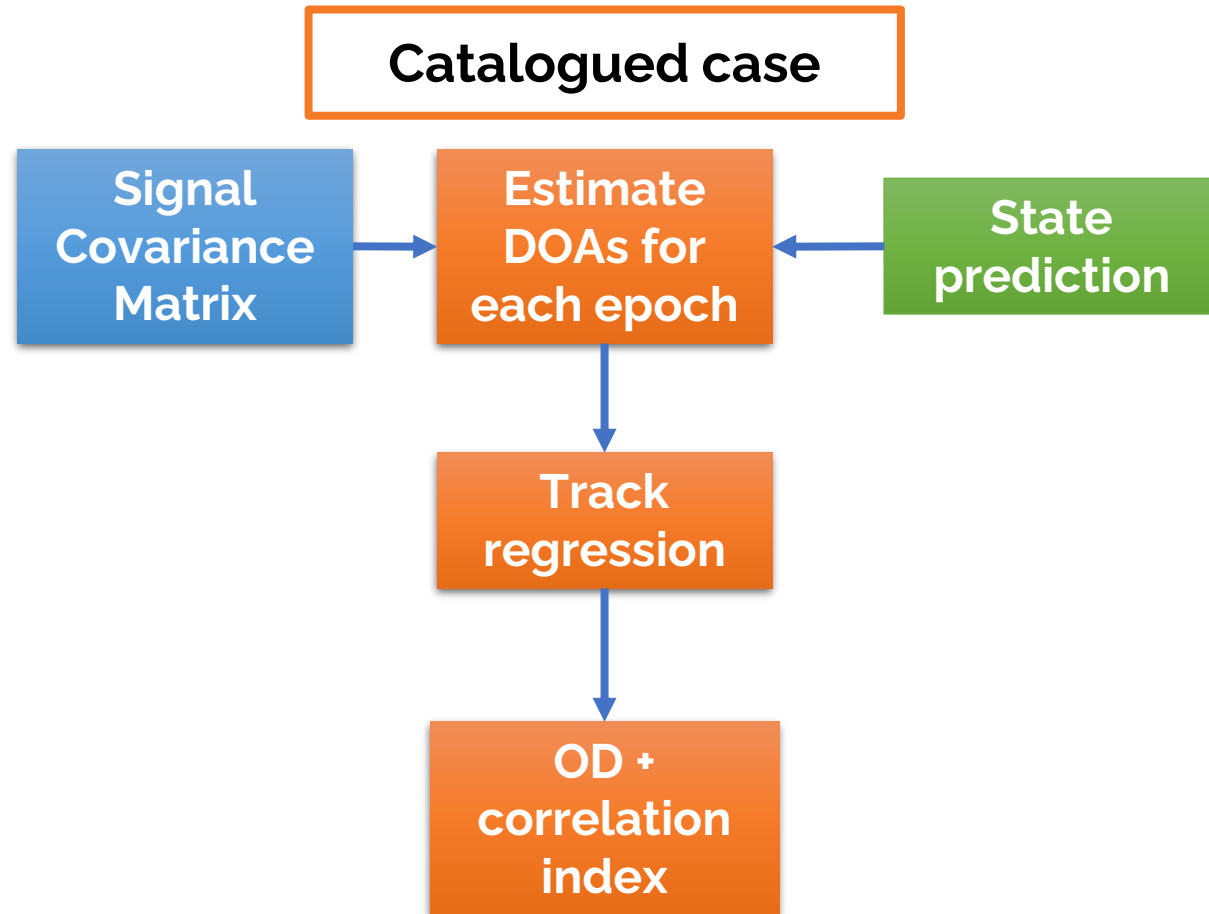 Catalogued case
Signal
Covariance
Matrix
Estimate
DOAs for
each epoch
State
prediction
Track
regression
OD +
correlation
index